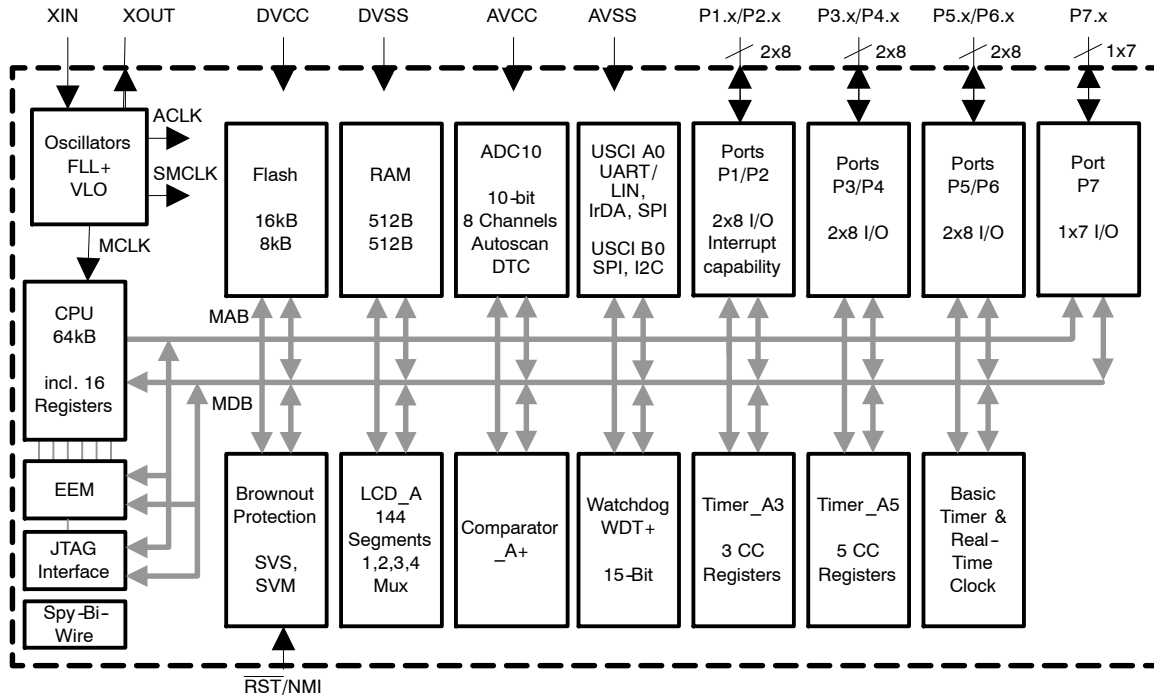 XIN
XOUT
DVCC
DVSS
AVCC
AVSS
P1.x/P2.x
P3.x/P4.x
P5.x/P6.x
P7.x
2x8
2x8
2x8
1x7
Oscillators
FLL+
VLO
ACLK
SMCLK
MCLK
Flash
16kB
8kB
RAM
512B
512B
ADC10
10-bit
8 Channels
Autoscan
DTC
USCI A0
UART/
LIN,
IrDA, SPI
USCI B0
SPI, I2C
Ports
P1/P2
2x8 I/O
Interrupt
capability
Ports
P3/P4
2x8 I/O
Ports
P5/P6
2x8 I/O
Port
P7
1x7 I/O
CPU
64kB
incl. 16
Registers
MAB
MDB
EEM
JTAG
Interface
Spy-Bi-
Wire
Brownout
Protection
SVS,
SVM
LCD_A
144
Segments
1,2,3,4
Mux
Comparator
_A+
Watchdog
WDT+
15-Bit
Timer_A3
3 CC
Registers
Timer_A5
5 CC
Registers
Basic
Timer &
Real-
Time
Clock
RST/NMI